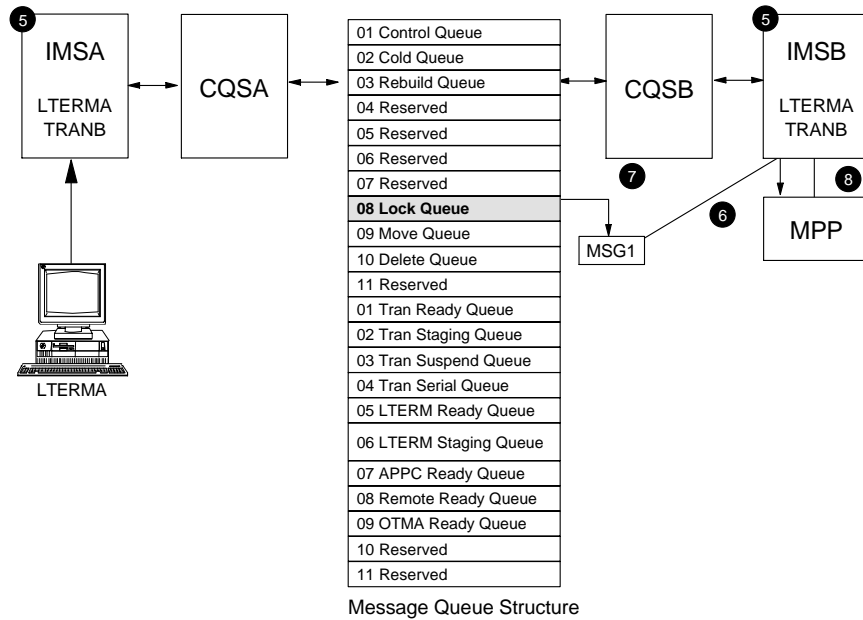 5
IMSA
LTERMA
TRANB
CQSA
LTERMA
01 Control Queue
02 Cold Queue
03 Rebuild Queue
04 Reserved
05 Reserved
06 Reserved
07 Reserved
08 Lock Queue
09 Move Queue
10 Delete Queue
11 Reserved
01 Tran Ready Queue
02 Tran Staging Queue
03 Tran Suspend Queue
04 Tran Serial Queue
05 LTERM Ready Queue
06 LTERM Staging Queue
07 APPC Ready Queue
08 Remote Ready Queue
09 OTMA Ready Queue
10 Reserved
11 Reserved
Message Queue Structure
CQSB
7
MSG1
6
5
IMSB
LTERMA
TRANB
8
MPP